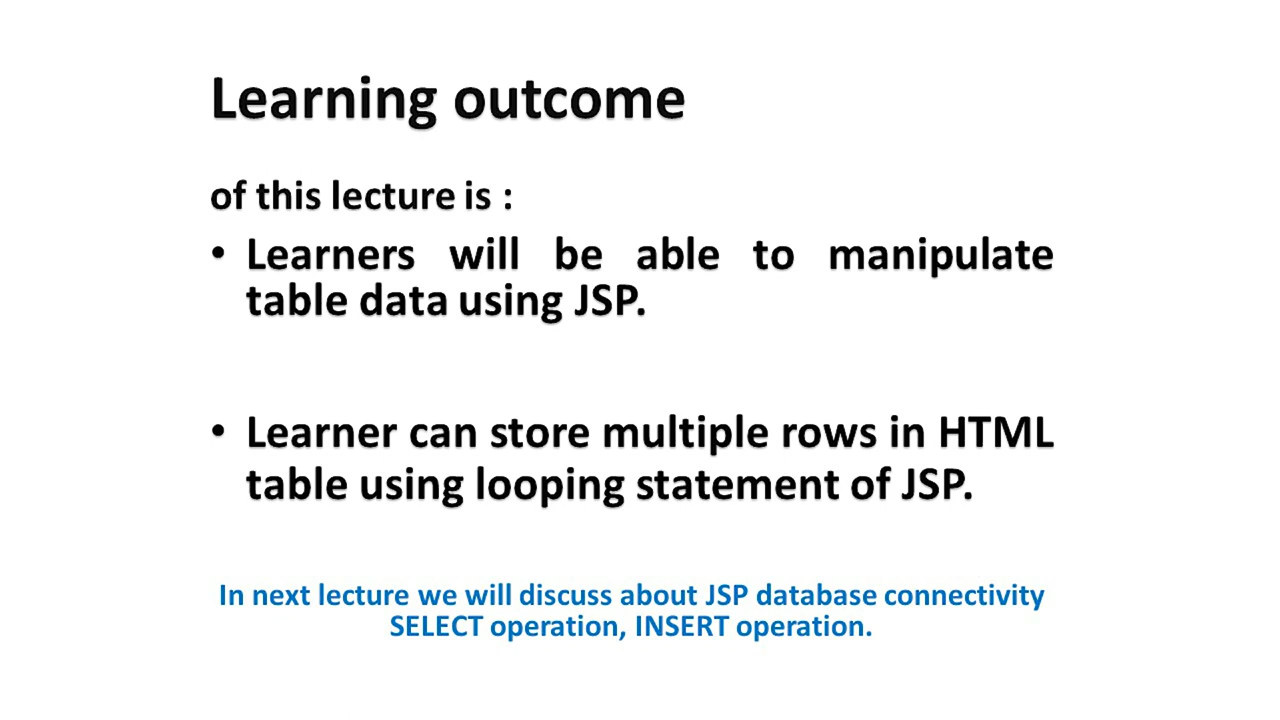 Learning outcome
of this lecture is :
• Learners will be able to manipulate
table data using JSP.
• Learner can store multiple rows in HTML
table using looping statement of JSP.
In next lecture we will discuss about JSP database connectivity
SELECT operation, INSERT operation.